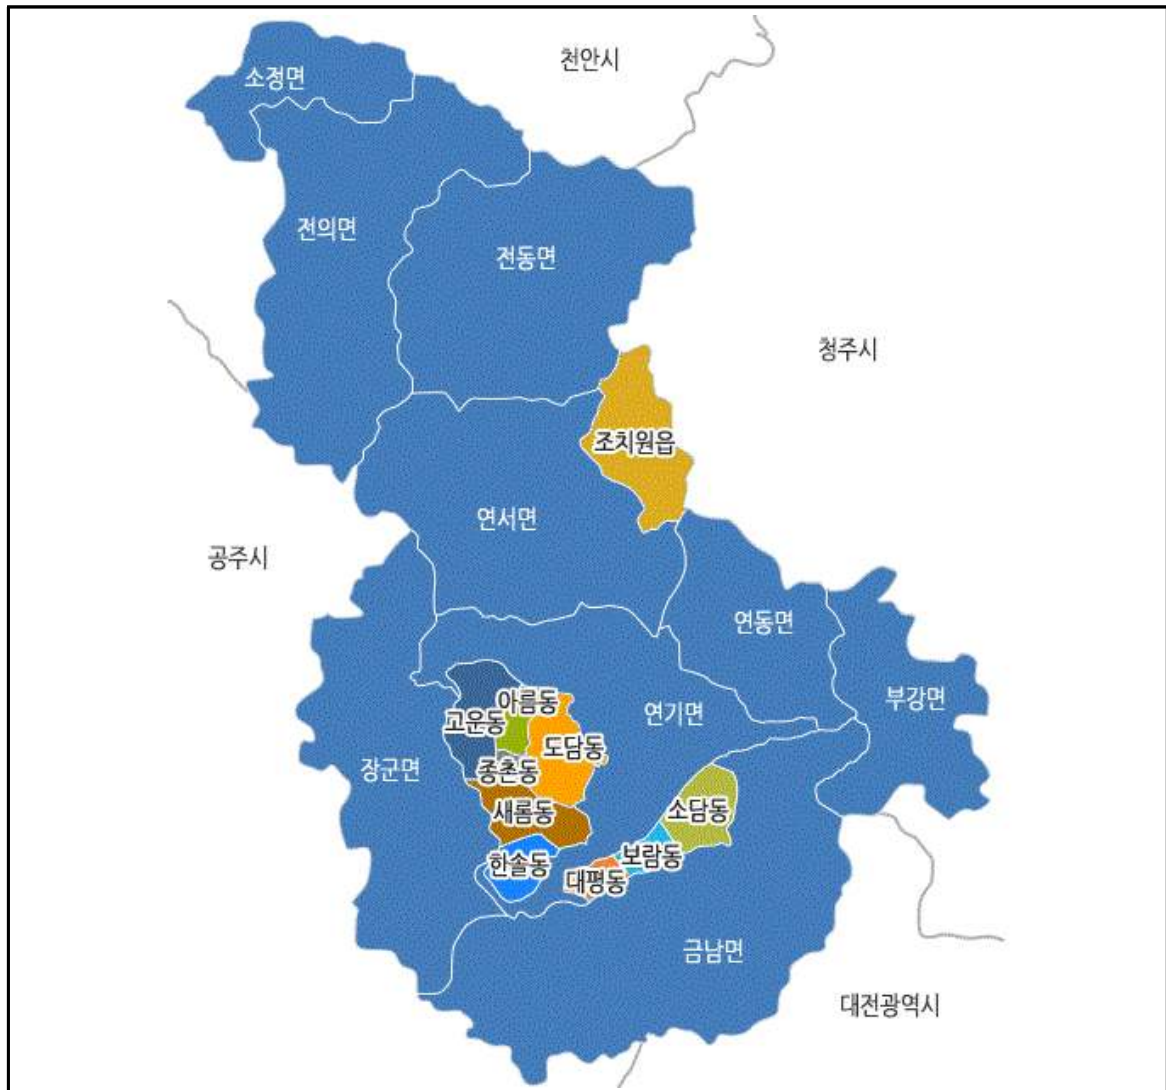 천안시
소정면
전의면
전동면
청주시
조치원읍
연서면
공주시
연동면
부강면
아름동
고운동
연기면
도담동
장군면
종촌동
새롬동
소담동
한솔동
보람동
대평동
금남면
대전광역시